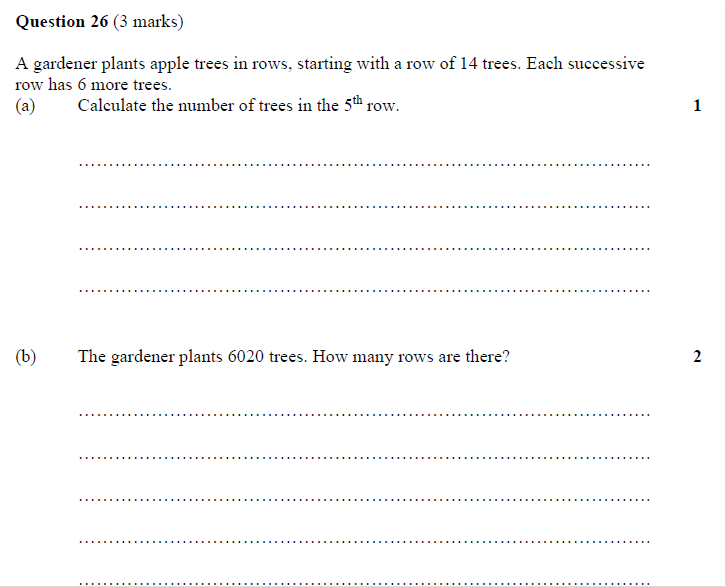 Question 26 (3 marks)
A gardener plants apple trees in rows, starting with a row of 14 trees. Each successive
row has 6 more trees.
(a) Calculate the number of trees in the 5th row. 1
(b) The gardener plants 6020 trees. How many rows are there? 2